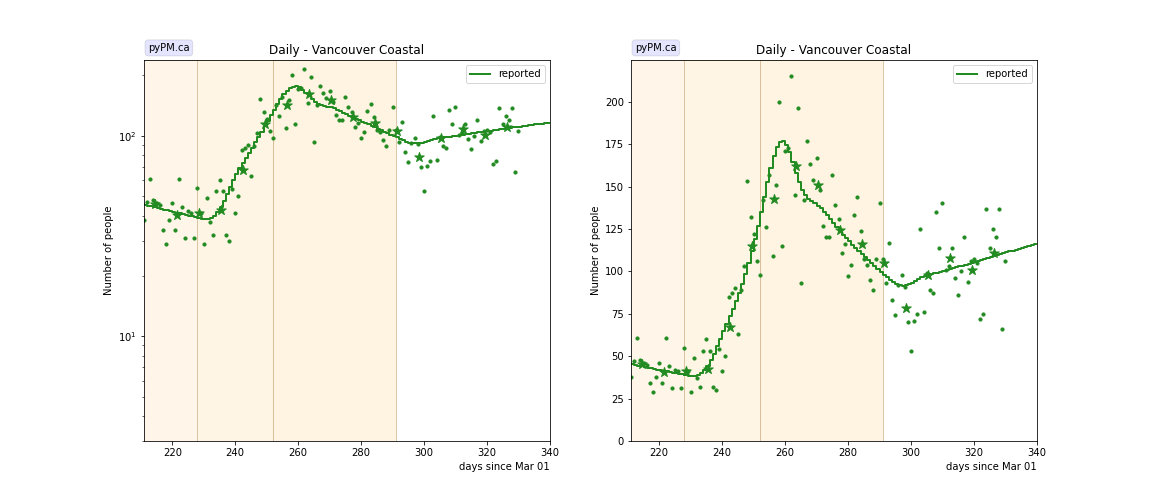 pyPM.ca
Daily - Vancouver Coastal
reported
Number of people
10²
10¹
220 240 260 280 300 320 340
days since Mar 01
pyPM.ca
Daily - Vancouver Coastal
reported
Number of people
200
175
150
125
100
75
50
25
0
220 240 260 280 300 320 340
days since Mar 01